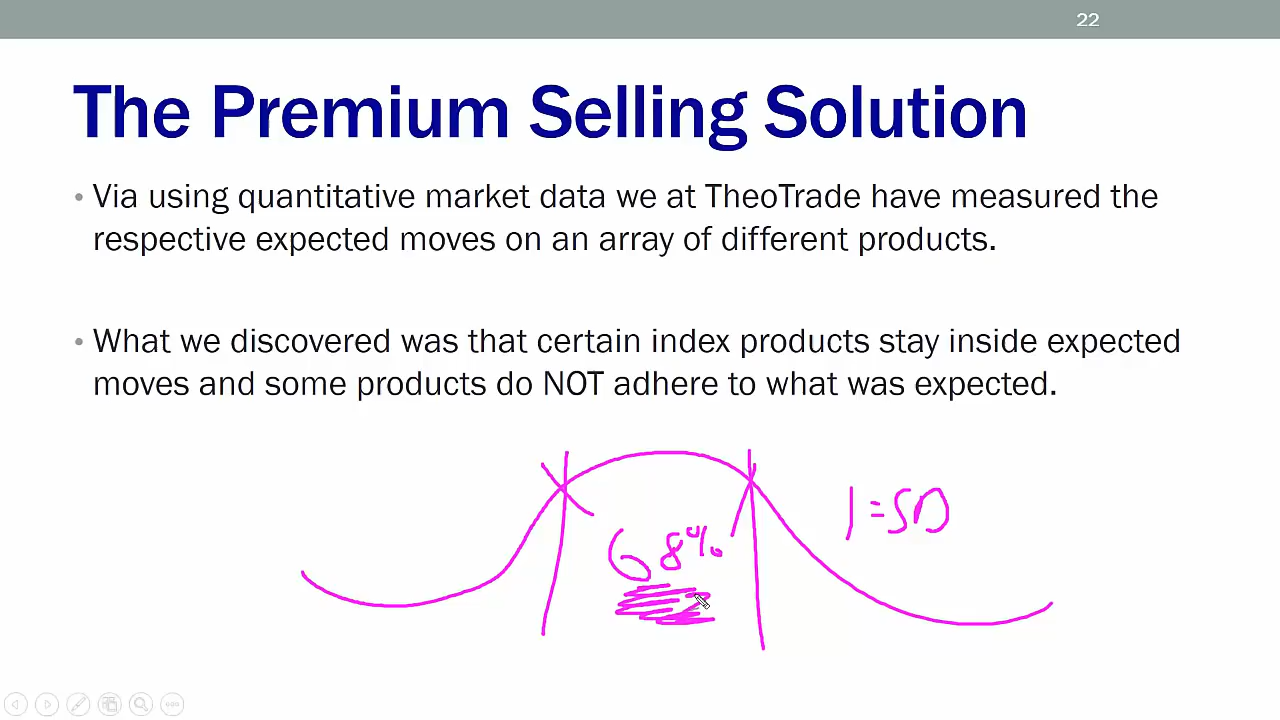 22
The Premium Selling Solution
• Via using quantitative market data we at TheoTrade have measured the
respective expected moves on an array of different products.
• What we discovered was that certain index products stay inside expected
moves and some products do NOT adhere to what was expected.
1=SD
68%